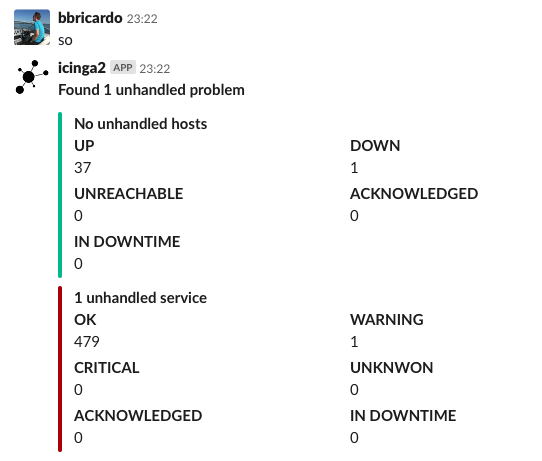 bbricardo 23:22
so
icinga2 APP 23:22
Found 1 unhandled problem
No unhandled hosts
UP DOWN
37 1
UNREACHABLE ACKNOWLEDGED
0 0
IN DOWNTIME
0
1 unhandled service
OK WARNING
479 1
CRITICAL UNKNWON
0 0
ACKNOWLEDGED IN DOWNTIME
0 0